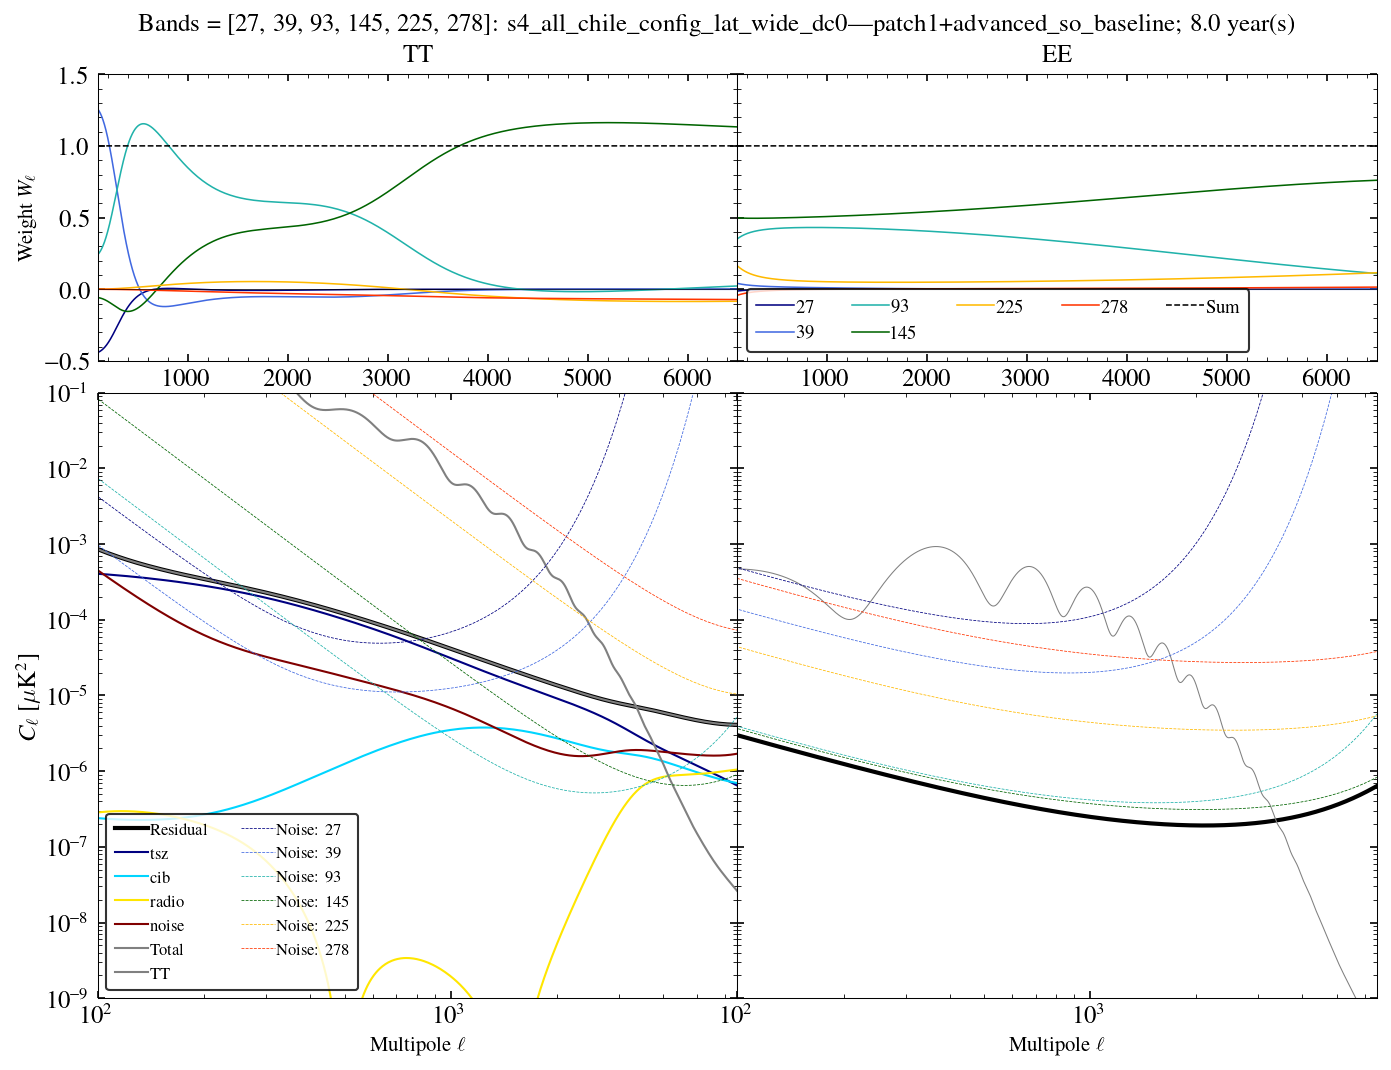 Bands = [27, 39, 93, 145, 225, 278]: s4_all_chile_config_lat_wide_dc0—patch1+advanced_so_baseline; 8.0 year(s)
TT
EE
1.5
1.0
0.5
0.0
−0.5
Weight W_ℓ
27 93 225 278 Sum
39 145
1000 2000 3000 4000 5000 6000
1000 2000 3000 4000 5000 6000
10^−1
10^−2
10^−3
10^−4
10^−5
10^−6
10^−7
10^−8
10^−9
C_ℓ [μK^2]
Residual Noise: 27
tsz Noise: 39
cib Noise: 93
radio Noise: 145
noise Noise: 225
Total Noise: 278
TT
10^2 10^3
10^2 10^3
Multipole ℓ
Multipole ℓ